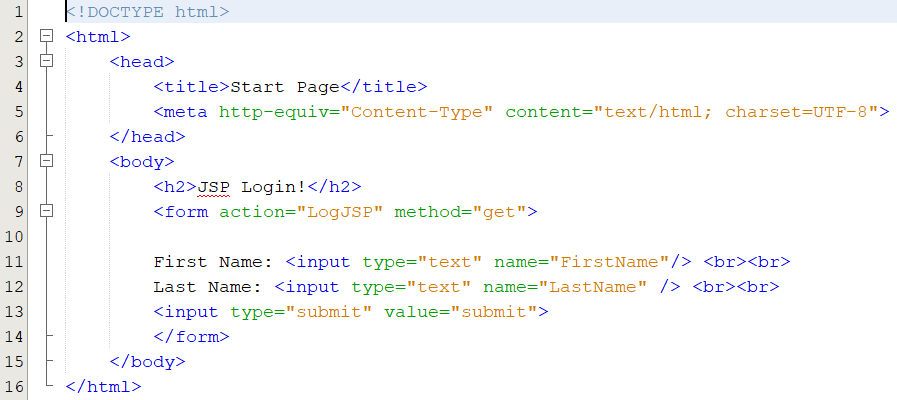 1 <!DOCTYPE html>
2 <html>
3 <head>
4 <title>Start Page</title>
5 <meta http-equiv="Content-Type" content="text/html; charset=UTF-8">
6 </head>
7 <body>
8 <h2>JSP Login!</h2>
9 <form action="LogJSP" method="get">
10
11 First Name: <input type="text" name="FirstName"/> <br><br>
12 Last Name: <input type="text" name="LastName" /> <br><br>
13 <input type="submit" value="submit">
14 </form>
15 </body>
16 </html>